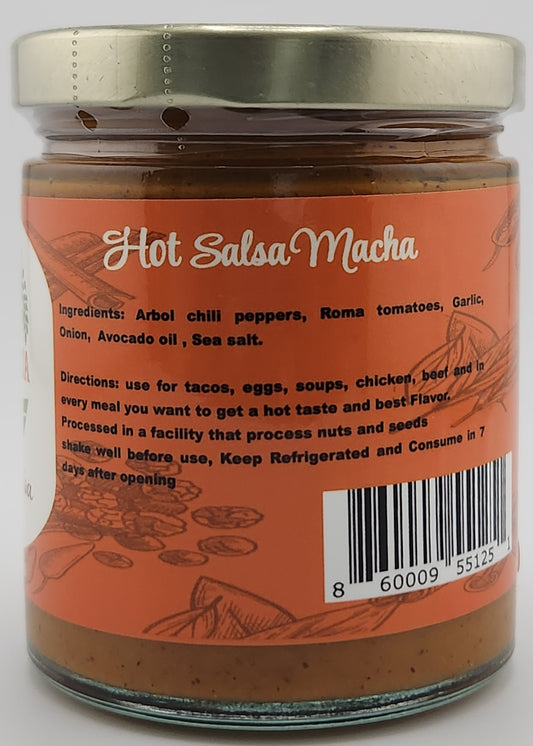 Hot Salsa Macha
Ingredients: Arbol chili peppers, Roma tomatoes, Garlic,
Onion, Avocado oil , Sea salt.
Directions: use for tacos, eggs, soups, chicken, beef and in
every meal you want to get a hot taste and best Flavor.
Processed in a facility that process nuts and seeds
shake well before use, Keep Refrigerated and Consume in 7
days after opening
8 60009 55125 1